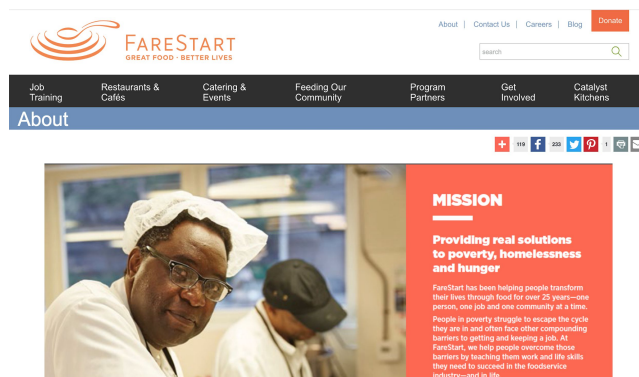 About | Contact Us | Careers | Blog
Donate
FARESTART
GREAT FOOD · BETTER LIVES
search
Job
Training
Restaurants &
Cafés
Catering &
Events
Feeding Our
Community
Program
Partners
Get
Involved
Catalyst
Kitchens
About
119
233
1
MISSION
Providing real solutions
to poverty, homelessness
and hunger
FareStart has been helping people transform
their lives through food for over 25 years—one
person, one job and one community at a time.
People in poverty struggle to escape the cycle
they are in and often face other compounding
barriers to getting and keeping a job. At
FareStart, we help people overcome those
barriers by teaching them work and life skills
they need to succeed in the foodservice
industry—and in life.